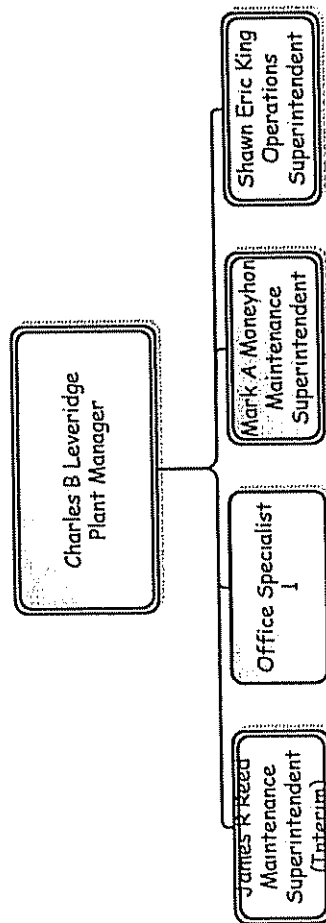 Charles B Leveridge
Plant Manager
James R Reed
Maintenance
Superintendent
(Interim)
Office Specialist
1
Mark A Moneyhon
Maintenance
Superintendent
Shawn Eric King
Operations
Superintendent